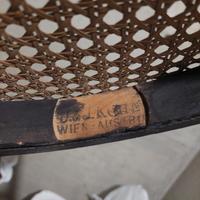 J. & J. KOHN
WIEN-AUSTRIA